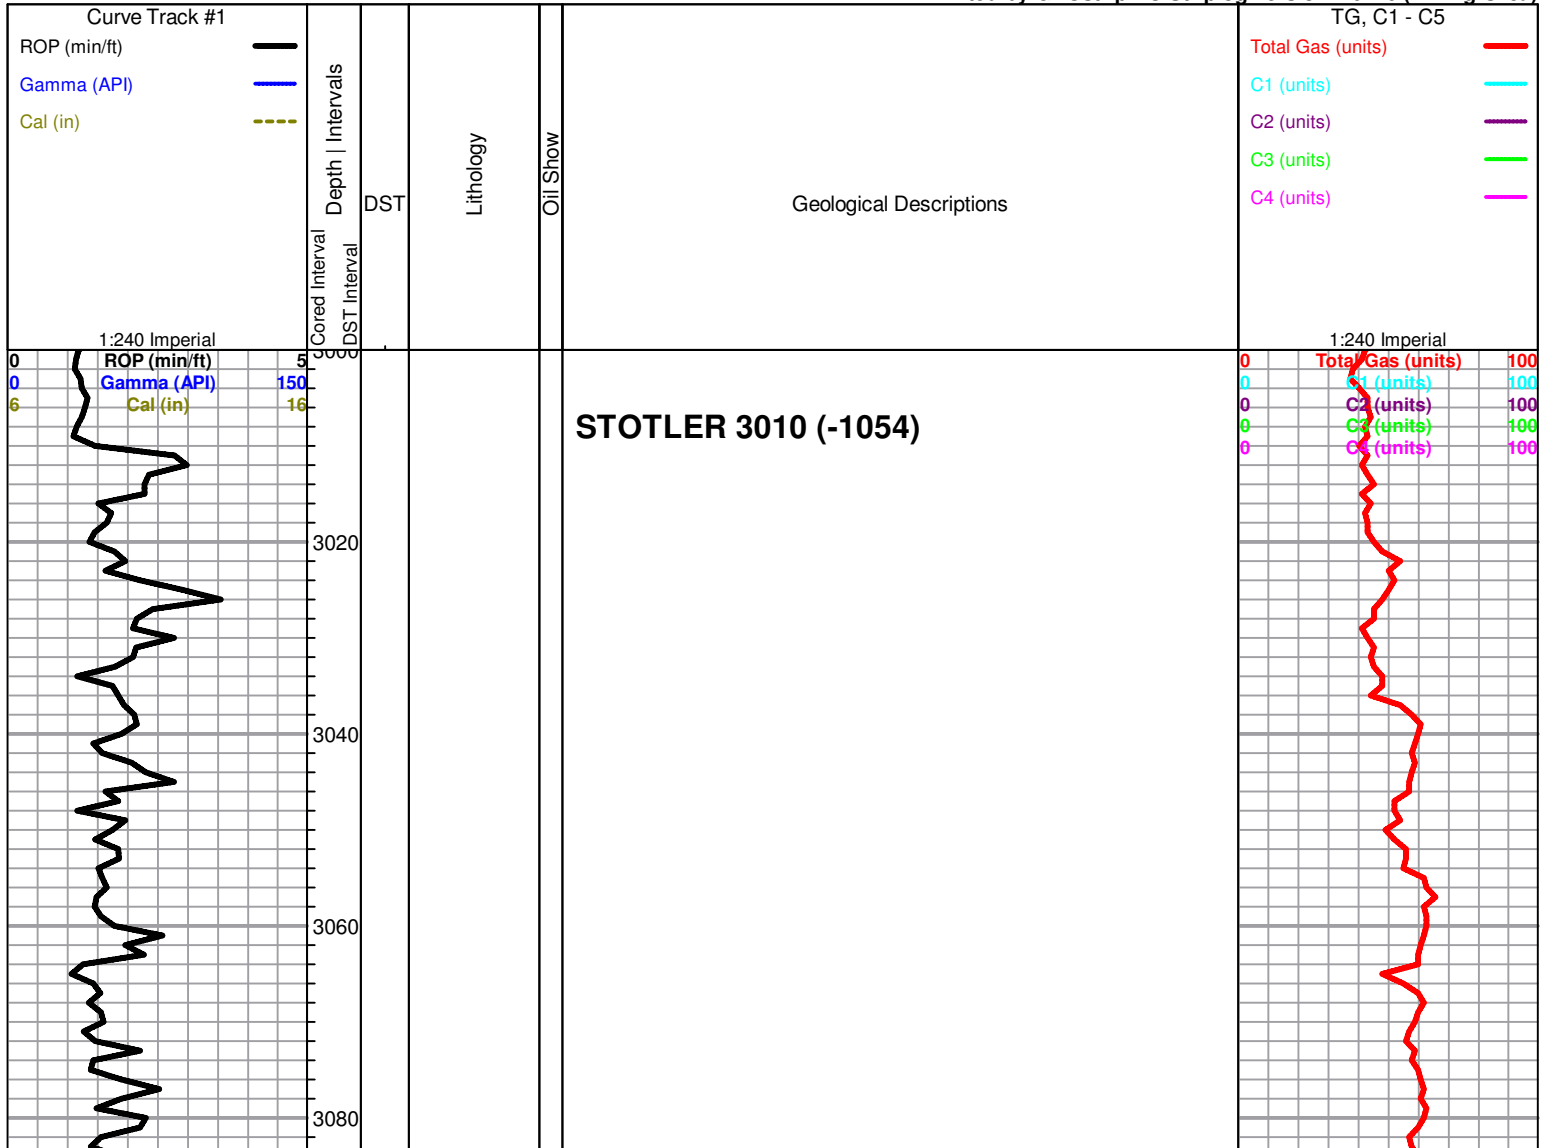 Curve Track #1
ROP (min/ft)
Gamma (API)
Cal (in)
1:240 Imperial
Depth | Intervals
Cored Interval
DST Interval
DST
Lithology
Oil Show
Geological Descriptions
TG, C1 - C5
Total Gas (units)
C1 (units)
C2 (units)
C3 (units)
C4 (units)
1:240 Imperial
0 ROP (min/ft) 5
0 Gamma (API) 150
6 Cal (in) 16
3000
STOTLER 3010 (-1054)
0 Total Gas (units) 100
0 C1 (units) 100
0 C2 (units) 100
0 C3 (units) 100
0 C4 (units) 100
3020
3040
3060
3080